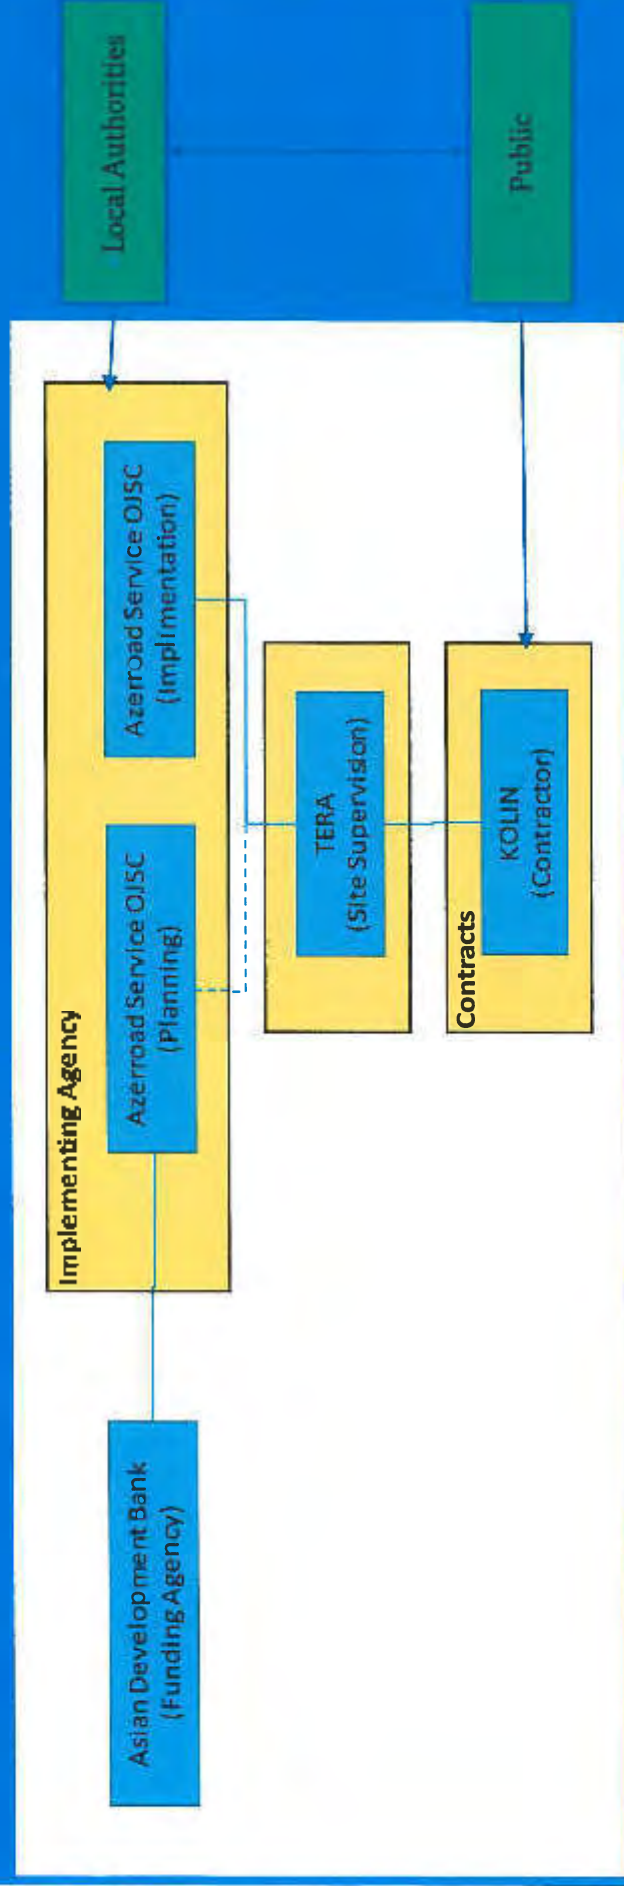 Implementing Agency
Asian Development Bank
(Funding Agency)
Azerroad Service OJSC
(Planning)
Azerroad Service OJSC
(Implimentation)
Local Authorities
TERA
(Site Supervision)
Contracts
KOLIN
(Contractor)
Public